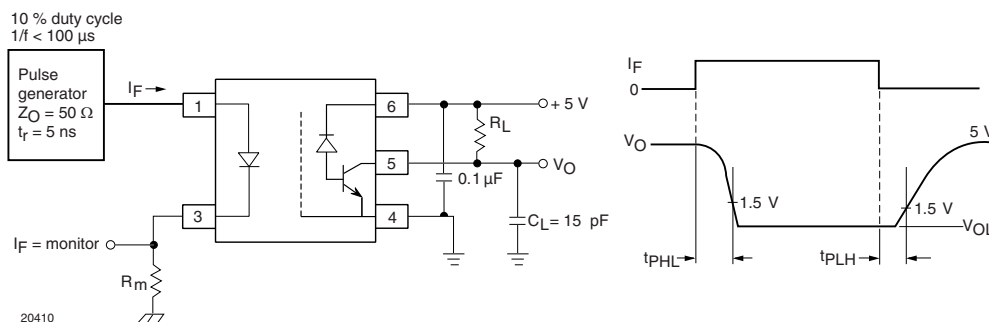 10 % duty cycle
1/f < 100 µs
Pulse
generator
ZO = 50 Ω
tr = 5 ns
IF
1
3
IF = monitor
Rm
6
5
4
RL
+ 5 V
VO
0.1 µF
CL = 15 pF
20410
IF
0
VO
5 V
1.5 V
1.5 V
VOL
tPHL
tPLH